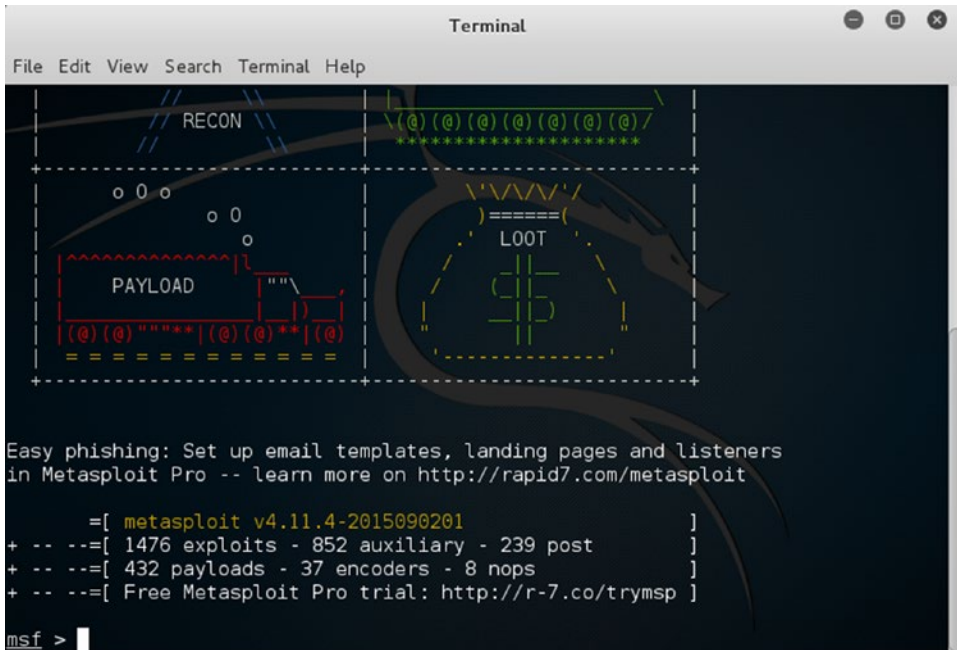 Terminal
File Edit View Search Terminal Help
RECON
\(@)(@)(@)(@)(@)(@)(@)/
*********************
o O o
o O
o
LOOT
PAYLOAD
|(@)(@)"""**|(@)(@)**|(@)
= = = = = = = = = = = =
Easy phishing: Set up email templates, landing pages and listeners
in Metasploit Pro -- learn more on http://rapid7.com/metasploit
=[ metasploit v4.11.4-2015090201 ]
+ -- --=[ 1476 exploits - 852 auxiliary - 239 post ]
+ -- --=[ 432 payloads - 37 encoders - 8 nops ]
+ -- --=[ Free Metasploit Pro trial: http://r-7.co/trymsp ]
msf >